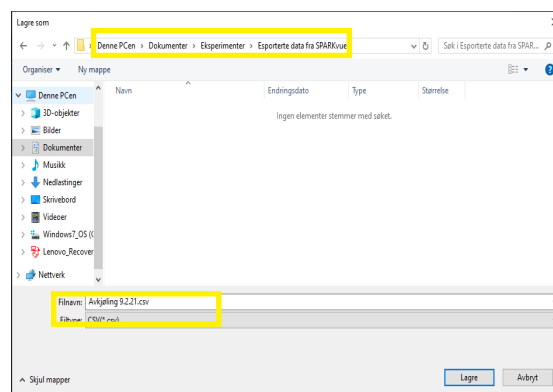 Lagre som
Denne PCen › Dokumenter › Eksperimenter › Esporterte data fra SPARKvue
Søk i Esporterte data fra SPAR...
Organiser
Ny mappe
Navn
Endringsdato
Type
Størrelse
Ingen elementer stemmer med søket.
Denne PCen
3D-objekter
Bilder
Dokumenter
Musikk
Nedlastinger
Skrivebord
Videoer
Windows7_OS (C
Lenovo_Recover
Nettverk
Filnavn: Avkjøling 9.2.21.csv
Filtype: CSV(*.csv)
Skjul mapper
Lagre
Avbryt